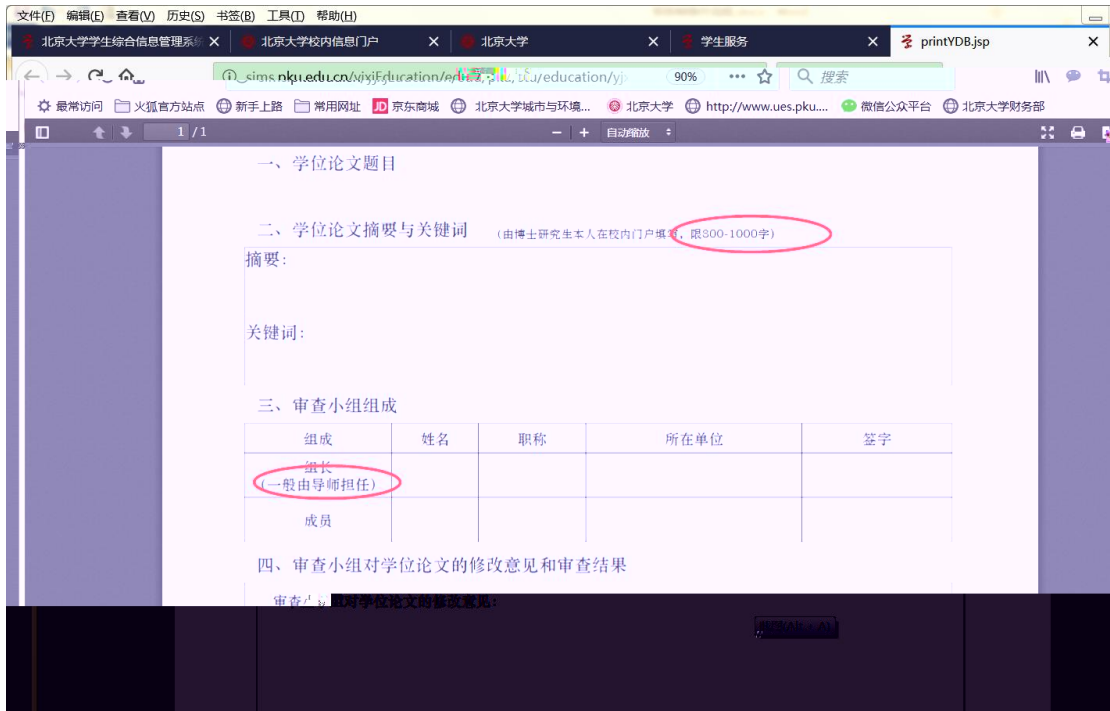 文件(F) 编辑(E) 查看(V) 历史(S) 书签(B) 工具(T) 帮助(H)
北京大学学生综合信息管理系统 × 北京大学校内信息门户 × 北京大学 × 学生服务 × printYDB.jsp ×
sims.pku.edu.cn 90% ··· 搜索
最常访问 火狐官方站点 新手上路 常用网址 JD 京东商城 北京大学城市与环境... 北京大学 http://www.ues.pku.... 微信公众平台 北京大学财务部
1 / 1 − + 自动缩放
一、学位论文题目
二、学位论文摘要与关键词 (由博士研究生本人在校内门户填写，限800-1000字)
摘要：
关键词：
三、审查小组组成
组成 姓名 职称 所在单位 签字
组长
(一般由导师担任)
成员
四、审查小组对学位论文的修改意见和审查结果
审查小组对学位论文的修改意见：